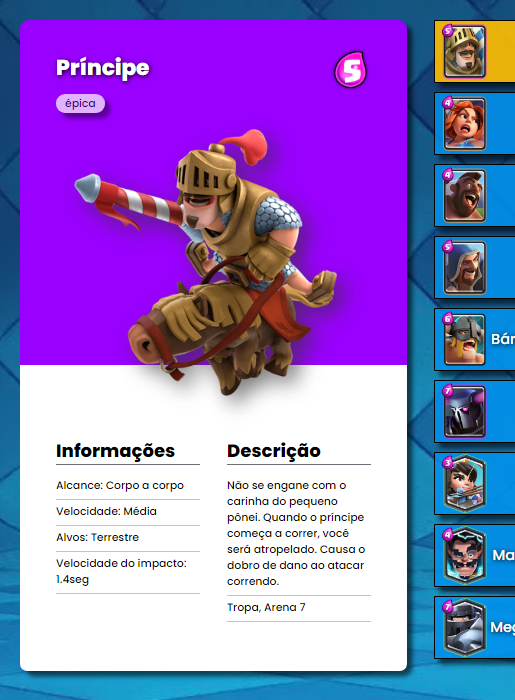 Príncipe
5
épica
Informações
Alcance: Corpo a corpo
Velocidade: Média
Alvos: Terrestre
Velocidade do impacto:
1.4seg
Descrição
Não se engane com o
carinha do pequeno
pônei. Quando o príncipe
começa a correr, você
será atropelado. Causa o
dobro de dano ao atacar
correndo.
Tropa, Arena 7
5
4
4
5
6
Bár
7
3
4
Ma
7
Meg